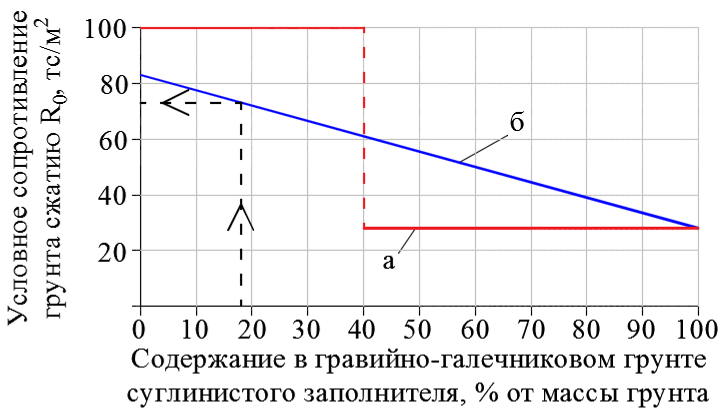 Условное сопротивление
грунта сжатию R₀, тс/м²
100
80
60
40
20
б
а
0 10 20 30 40 50 60 70 80 90 100
Содержание в гравийно-галечниковом грунте
суглинистого заполнителя, % от массы грунта